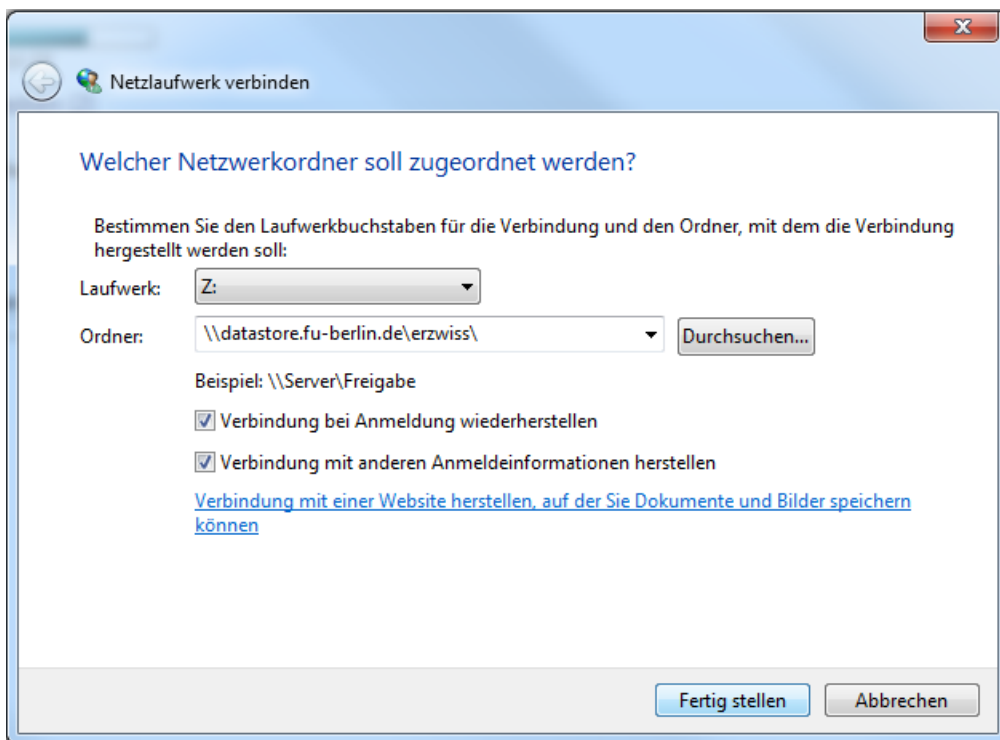 Netzlaufwerk verbinden
Welcher Netzwerkordner soll zugeordnet werden?
Bestimmen Sie den Laufwerkbuchstaben für die Verbindung und den Ordner, mit dem die Verbindung
hergestellt werden soll:
Laufwerk: Z:
Ordner: \\datastore.fu-berlin.de\erzwiss\ Durchsuchen...
Beispiel: \\Server\Freigabe
Verbindung bei Anmeldung wiederherstellen
Verbindung mit anderen Anmeldeinformationen herstellen
Verbindung mit einer Website herstellen, auf der Sie Dokumente und Bilder speichern
können
Fertig stellen Abbrechen